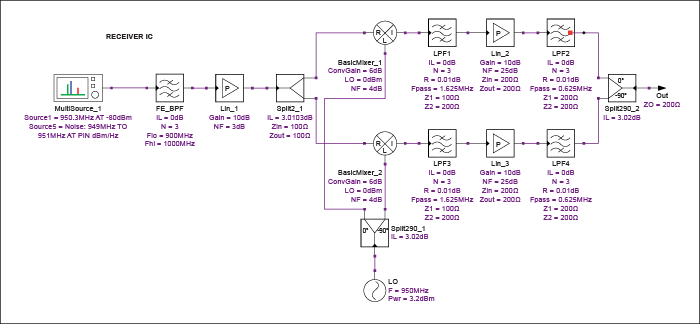 RECEIVER IC
MultiSource_1
Source1 = 950.3MHz AT -80dBm
Source5 = Noise: 949MHz TO
951MHz AT PIN dBm/Hz
FE_BPF
IL = 0dB
N = 3
Flo = 900MHz
Fhi = 1000MHz
Lin_1
Gain = 10dB
NF = 3dB
Split2_1
IL = 3.0103dB
Zin = 100Ω
Zout = 100Ω
R
I
L
BasicMixer_1
ConvGain = 6dB
LO = 0dBm
NF = 4dB
LPF1
IL = 0dB
N = 3
R = 0.01dB
Fpass = 1.625MHz
Z1 = 100Ω
Z2 = 200Ω
P
Lin_2
Gain = 10dB
NF = 25dB
Zin = 200Ω
Zout = 200Ω
LPF2
IL = 0dB
N = 3
R = 0.01dB
Fpass = 0.625MHz
Z1 = 200Ω
Z2 = 200Ω
0°
-90°
Split290_2
IL = 3.02dB
Out
ZO = 200Ω
P
R
I
L
BasicMixer_2
ConvGain = 6dB
LO = 0dBm
NF = 4dB
LPF3
IL = 0dB
N = 3
R = 0.01dB
Fpass = 1.625MHz
Z1 = 100Ω
Z2 = 200Ω
P
Lin_3
Gain = 10dB
NF = 25dB
Zin = 200Ω
Zout = 200Ω
LPF4
IL = 0dB
N = 3
R = 0.01dB
Fpass = 0.625MHz
Z1 = 200Ω
Z2 = 200Ω
0°
-90°
Split290_1
IL = 3.02dB
LO
F = 950MHz
Pwr = 3.2dBm